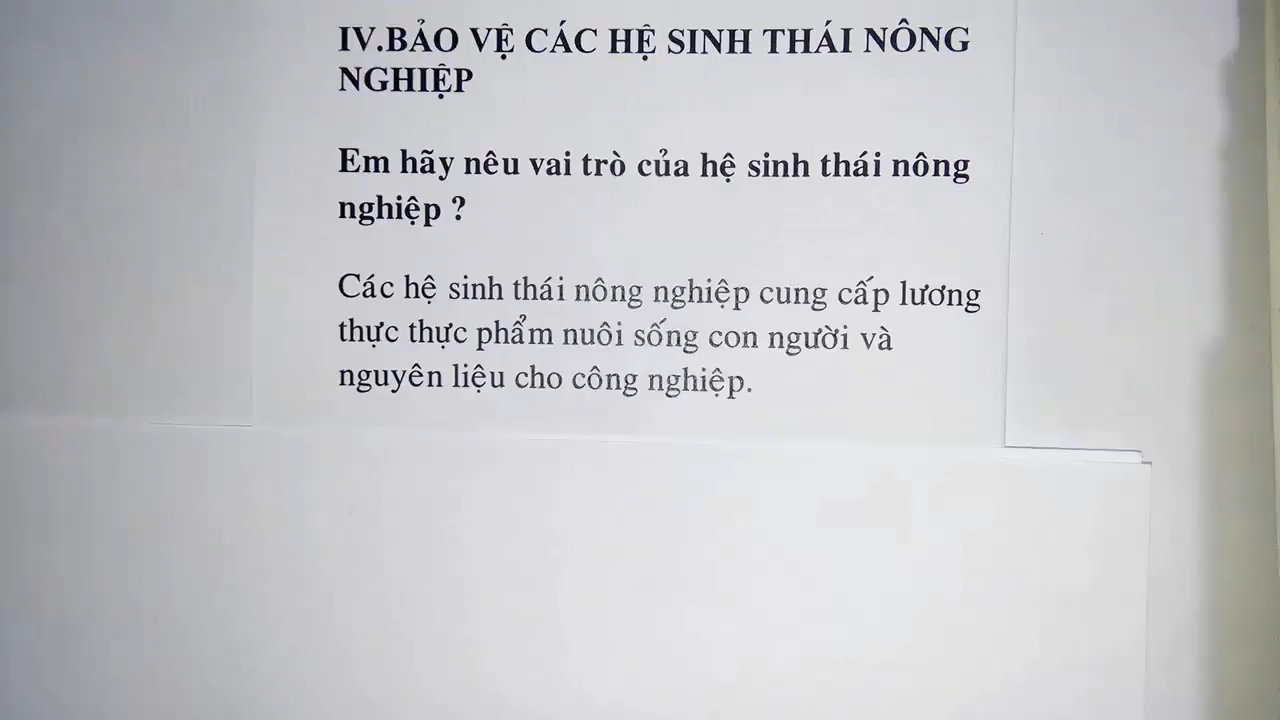 IV.BẢO VỆ CÁC HỆ SINH THÁI NÔNG
NGHIỆP
Em hãy nêu vai trò của hệ sinh thái nông
nghiệp ?
Các hệ sinh thái nông nghiệp cung cấp lương
thực thực phẩm nuôi sống con người và
nguyên liệu cho công nghiệp.